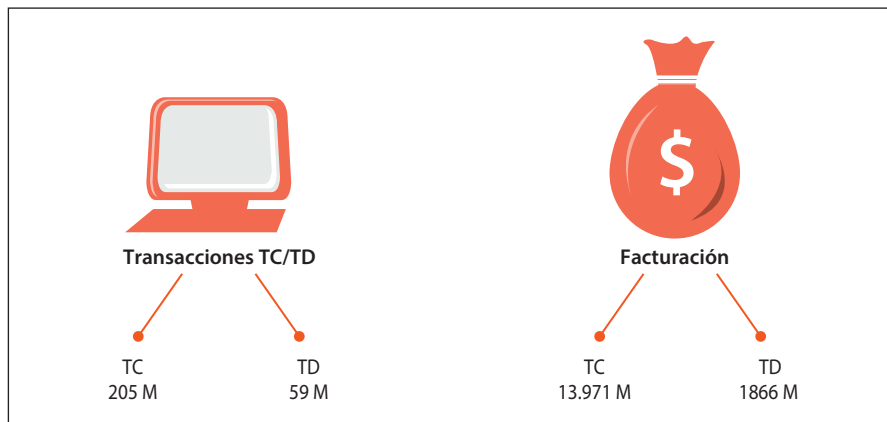 $
Transacciones TC/TD
TC
205 M
TD
59 M
Facturación
TC
13.971 M
TD
1866 M